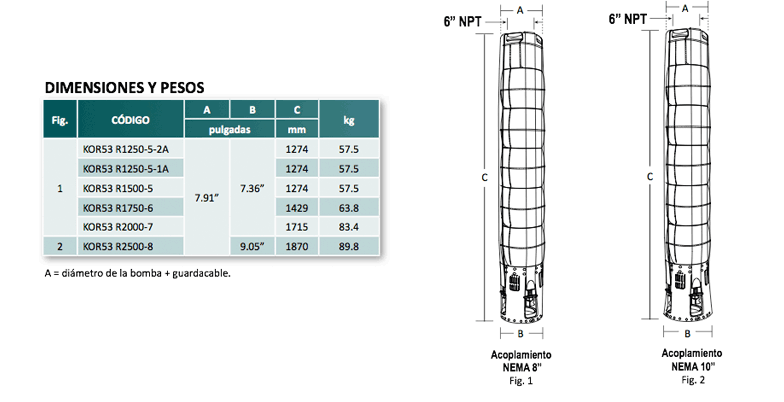 DIMENSIONES Y PESOS
Fig. CÓDIGO A B C kg
pulgadas mm
1 7.91” 7.36”
KOR53 R1250-5-2A 1274 57.5
KOR53 R1250-5-1A 1274 57.5
KOR53 R1500-5 1274 57.5
KOR53 R1750-6 1429 63.8
KOR53 R2000-7 1715 83.4
2 KOR53 R2500-8 9.05” 1870 89.8
A = diámetro de la bomba + guardacable.
A
6” NPT
C
B
Acoplamiento
NEMA 8"
Fig. 1
A
6” NPT
C
B
Acoplamiento
NEMA 10"
Fig. 2